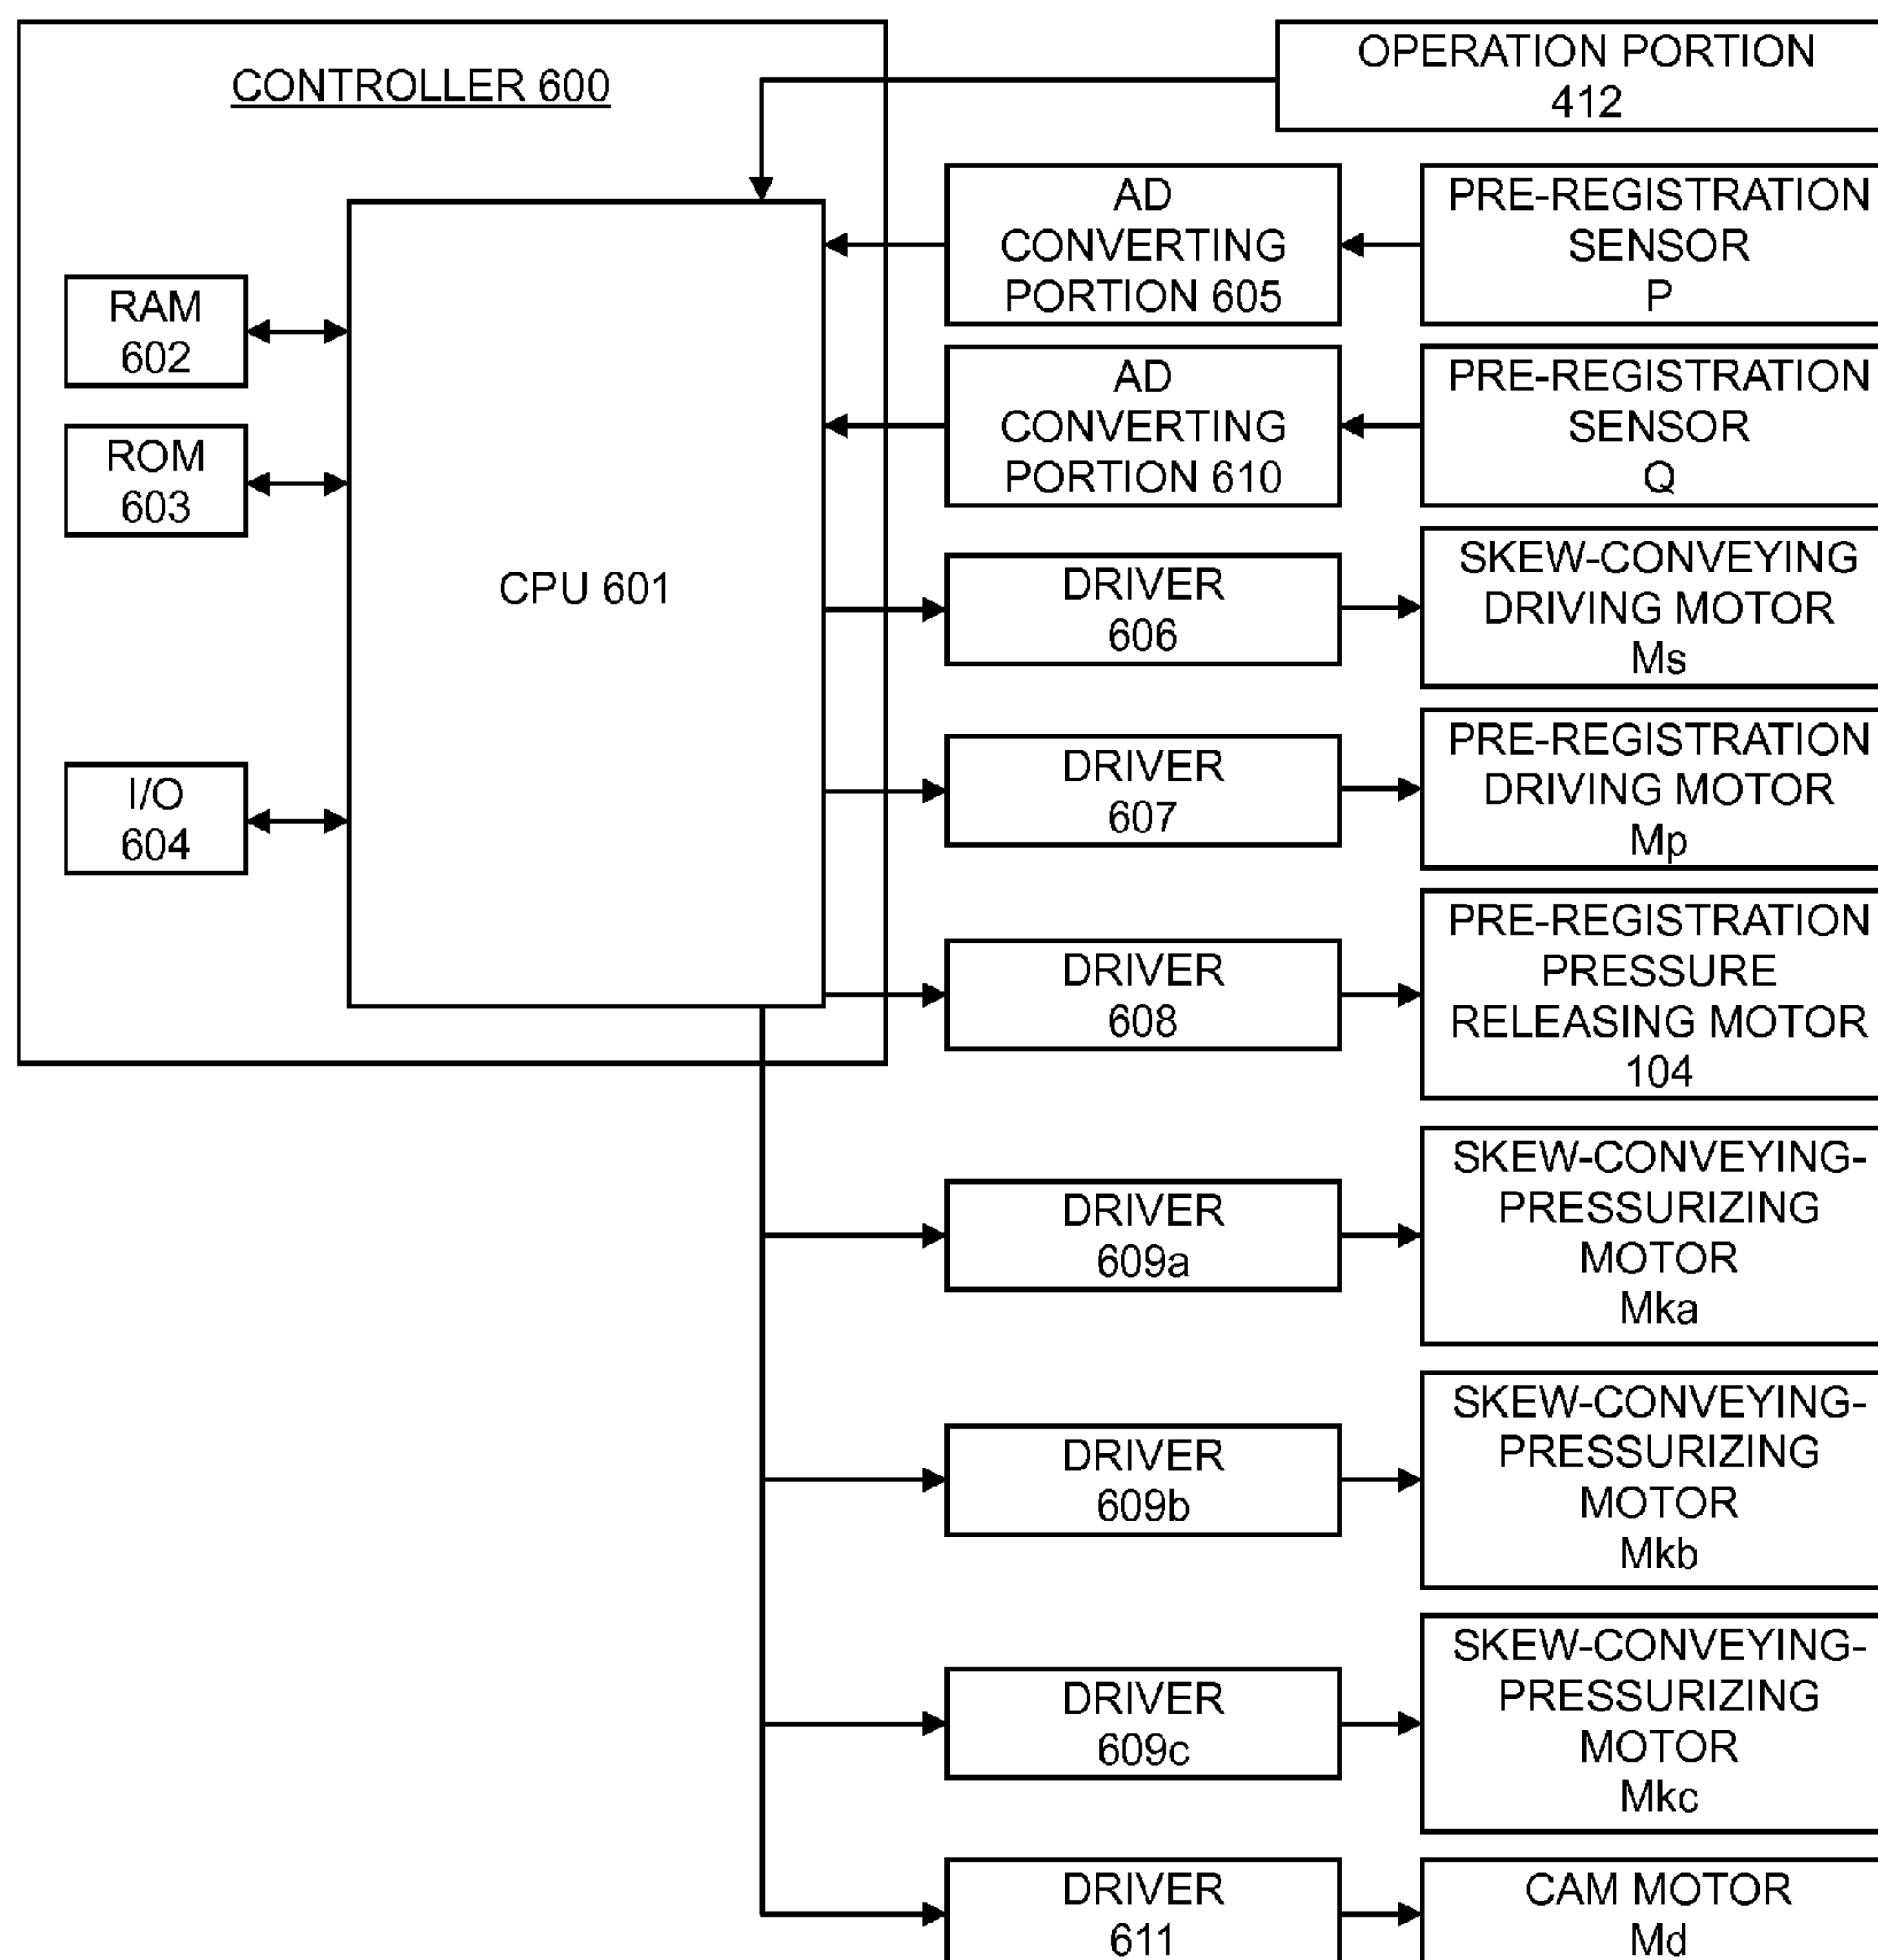 CONTROLLER 600
OPERATION PORTION
412
AD
CONVERTING
PORTION 605
PRE-REGISTRATION
SENSOR
P
RAM
602
AD
CONVERTING
PORTION 610
PRE-REGISTRATION
SENSOR
Q
ROM
603
CPU 601
DRIVER
606
SKEW-CONVEYING
DRIVING MOTOR
Ms
I/O
604
DRIVER
607
PRE-REGISTRATION
DRIVING MOTOR
Mp
DRIVER
608
PRE-REGISTRATION
PRESSURE
RELEASING MOTOR
104
DRIVER
609a
SKEW-CONVEYING-
PRESSURIZING
MOTOR
Mka
DRIVER
609b
SKEW-CONVEYING-
PRESSURIZING
MOTOR
Mkb
DRIVER
609c
SKEW-CONVEYING-
PRESSURIZING
MOTOR
Mkc
DRIVER
611
CAM MOTOR
Md